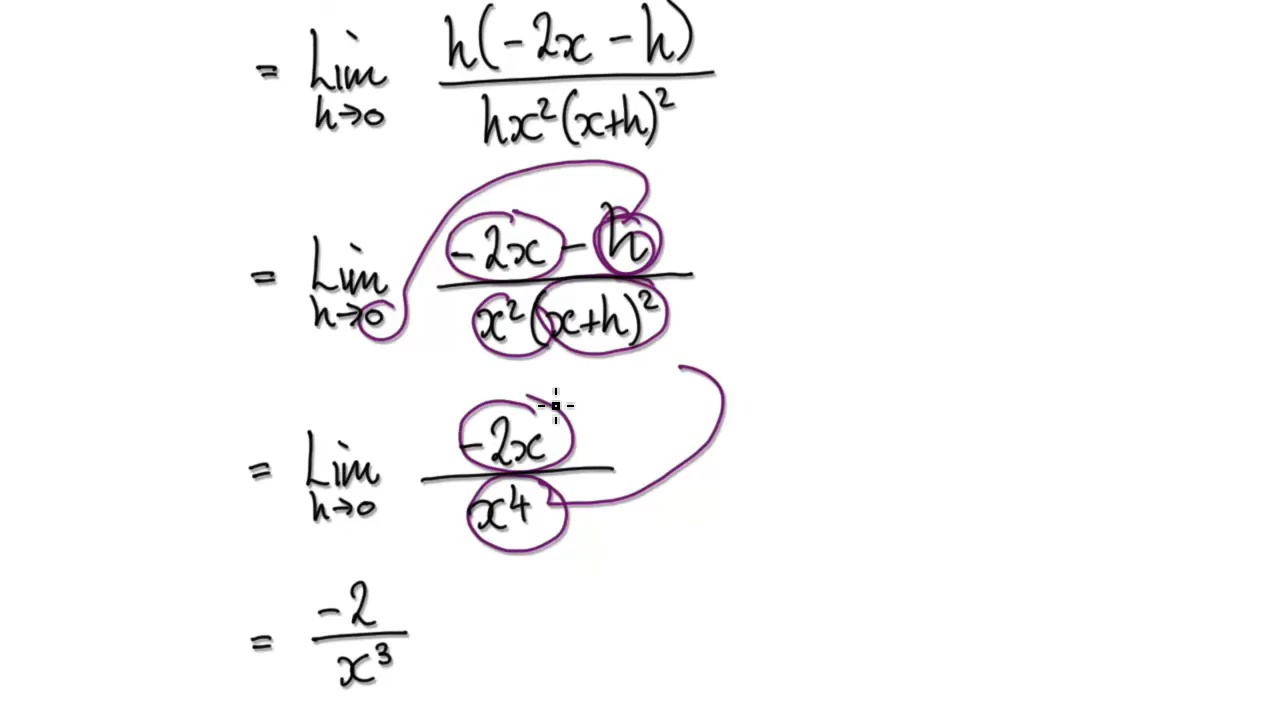 = Lim h→0 h(-2x - h) / hx²(x+h)²
= Lim h→0 -2x - h / x²(x+h)²
= Lim h→0 -2x / x⁴
= -2 / x³